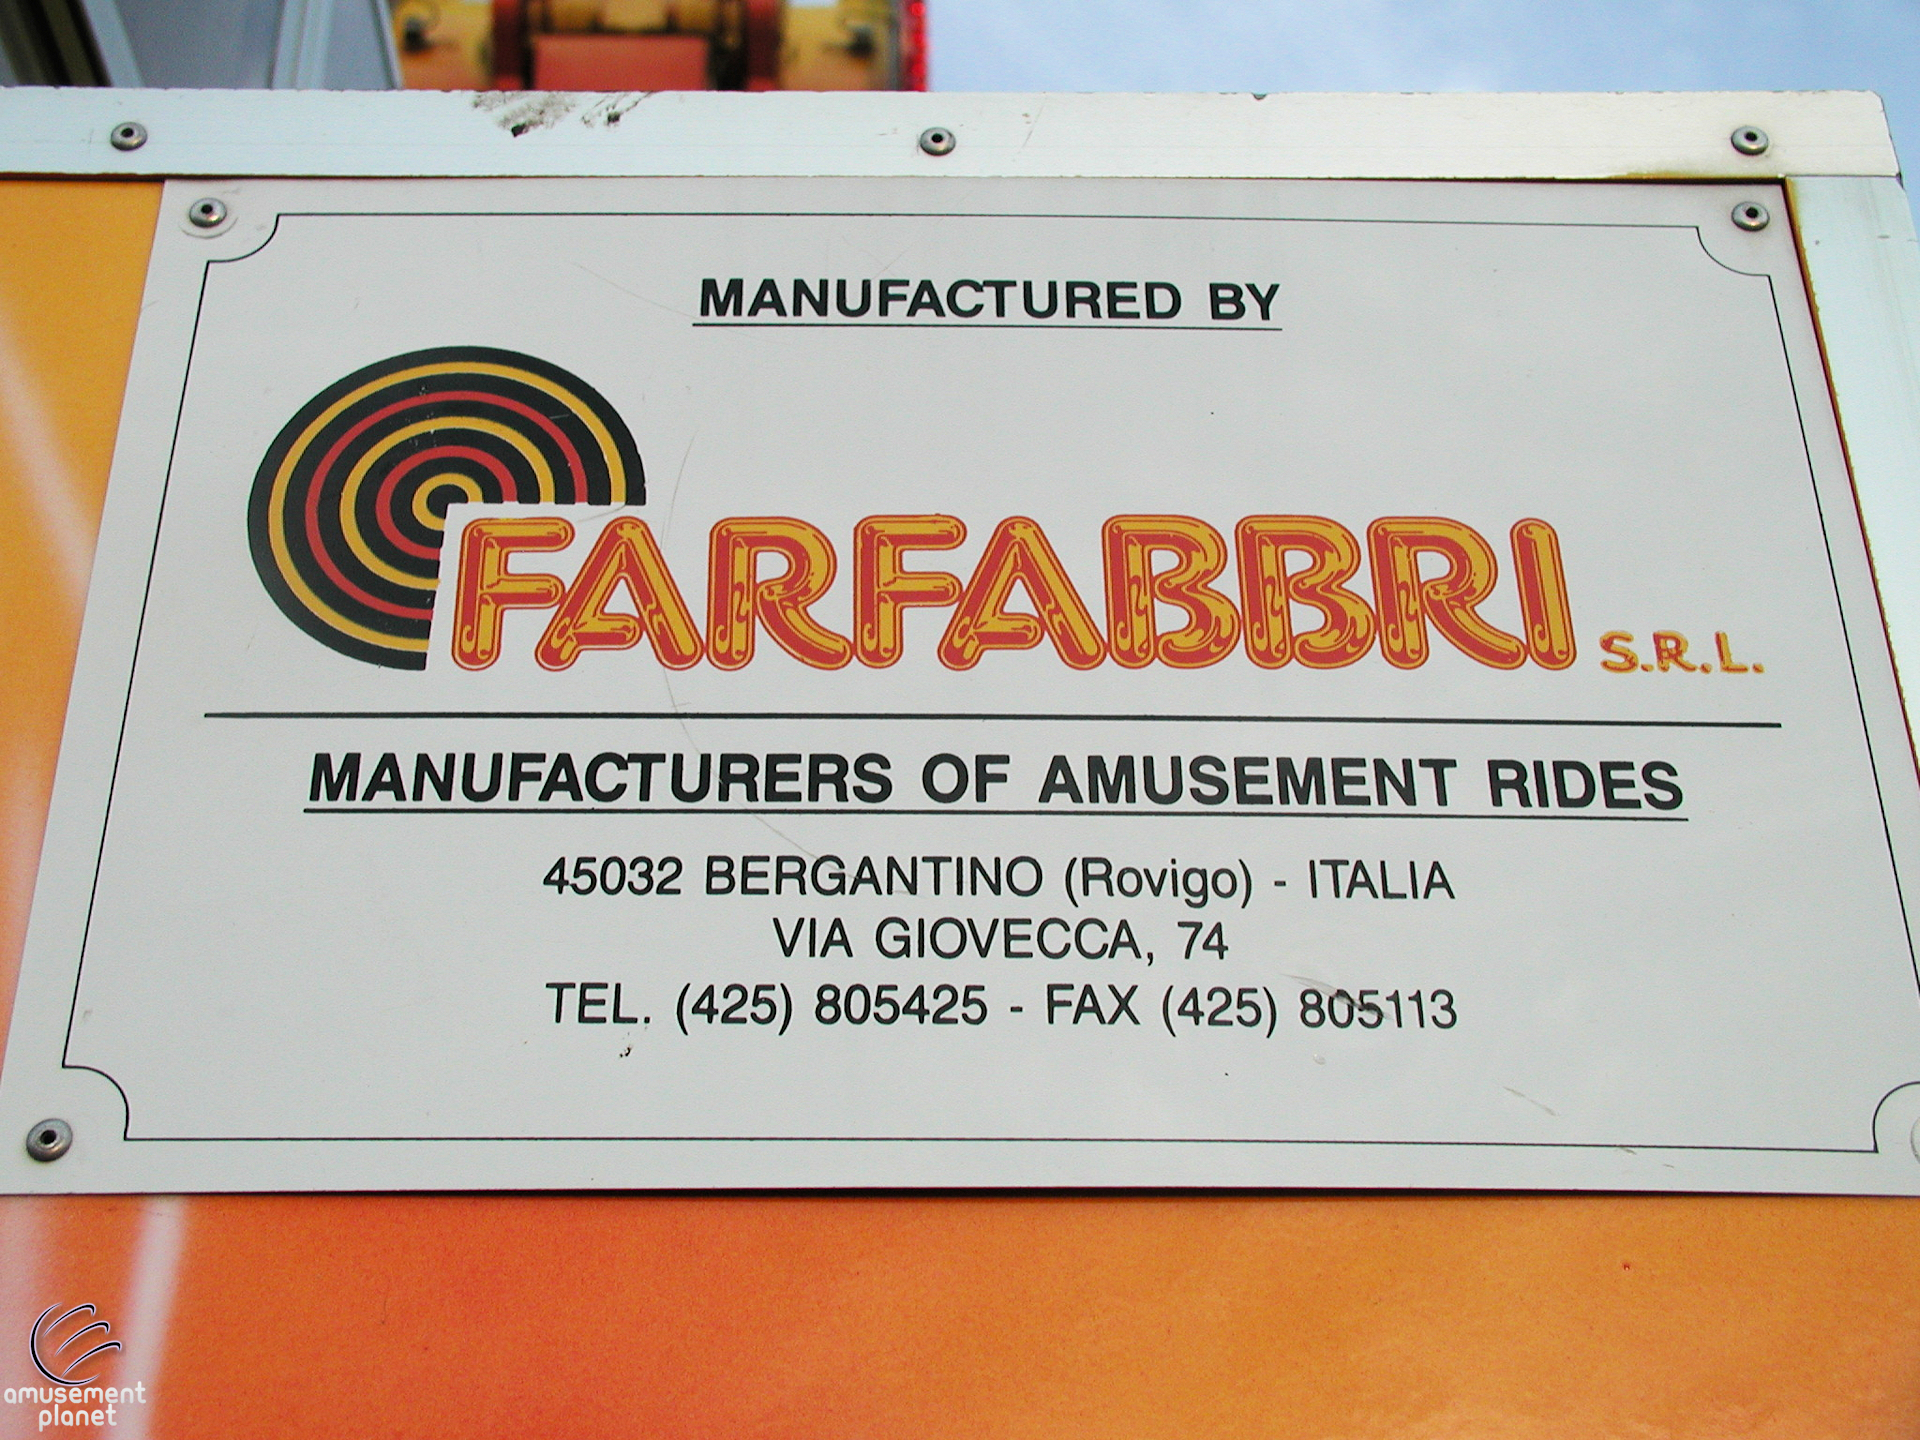 MANUFACTURED BY
FARFABBRI S.R.L.
MANUFACTURERS OF AMUSEMENT RIDES
45032 BERGANTINO (Rovigo) - ITALIA
VIA GIOVECCA, 74
TEL. (425) 805425 - FAX (425) 805113
amusement
planet